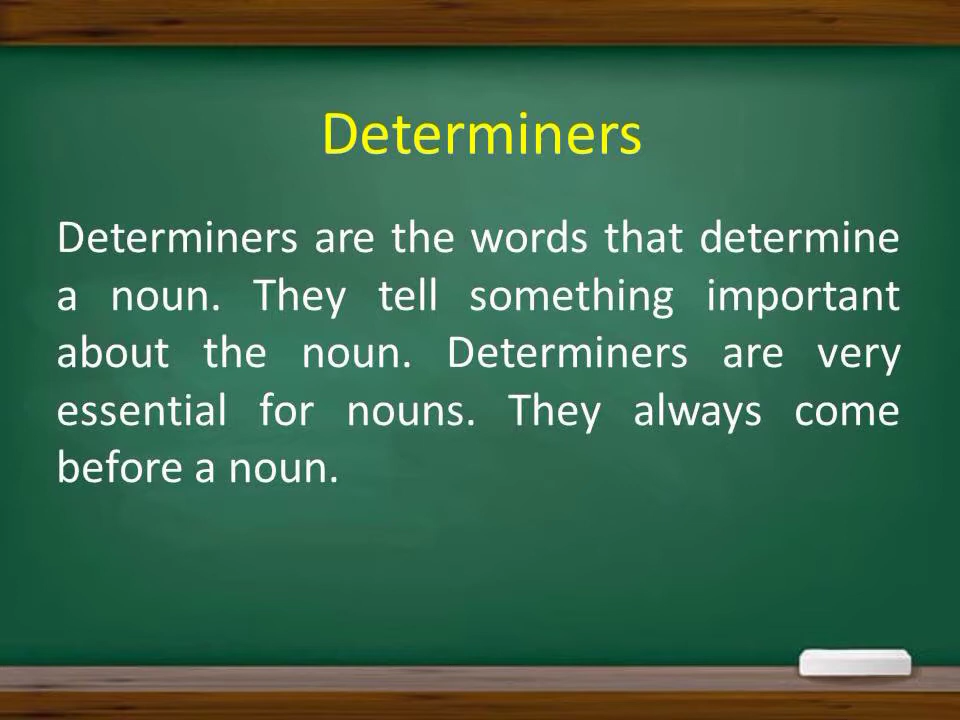 Determiners
Determiners are the words that determine
a noun. They tell something important
about the noun. Determiners are very
essential for nouns. They always come
before a noun.